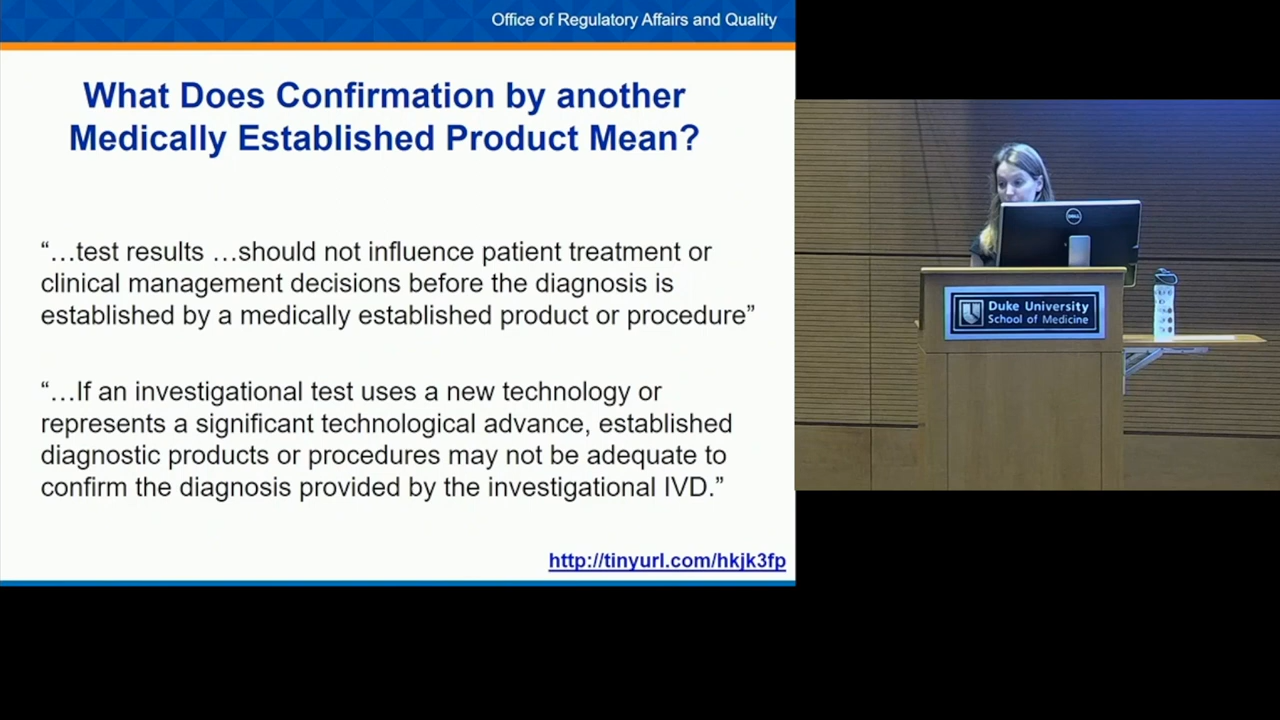 Office of Regulatory Affairs and Quality
What Does Confirmation by another
Medically Established Product Mean?
“…test results …should not influence patient treatment or
clinical management decisions before the diagnosis is
established by a medically established product or procedure”
“…If an investigational test uses a new technology or
represents a significant technological advance, established
diagnostic products or procedures may not be adequate to
confirm the diagnosis provided by the investigational IVD.”
http://tinyurl.com/hkjk3fp
DELL
Duke University
School of Medicine